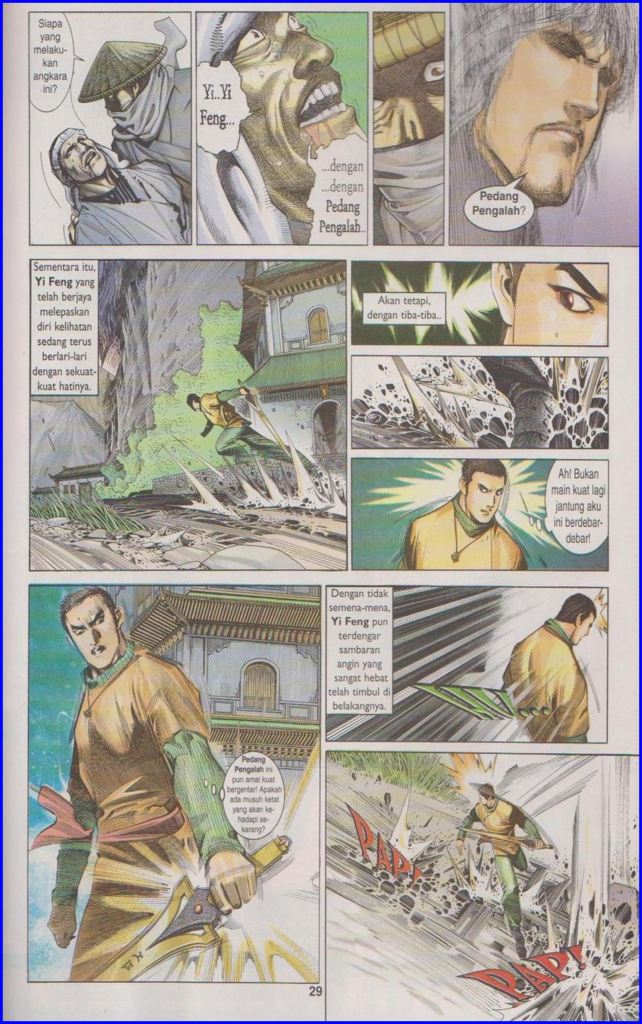 Siapa
yang
melaku-
kan
angkara
ini?
Yi..Yi
Feng...
...dengan
...dengan
Pedang
Pengalah..
Pedang
Pengalah?
Sementara itu,
Yi Feng yang
telah berjaya
melepaskan
diri kelihatan
sedang terus
berlari-lari
dengan sekuat-
kuat hatinya.
Akan tetapi,
dengan tiba-tiba..
Ah! Bukan
main kuat lagi
jantung aku
ini berdebar-
debar!
Pedang
Pengalah ini
pun amat kuat
bergentar! Apakah
ada musuh ketat
yang akan ke-
hadapi se-
karang?
Dengan tidak
semena-mena,
Yi Feng pun
terdengar
sambaran
angin yang
sangat hebat
telah timbul di
belakangnya.
PAP!
PAP!
29